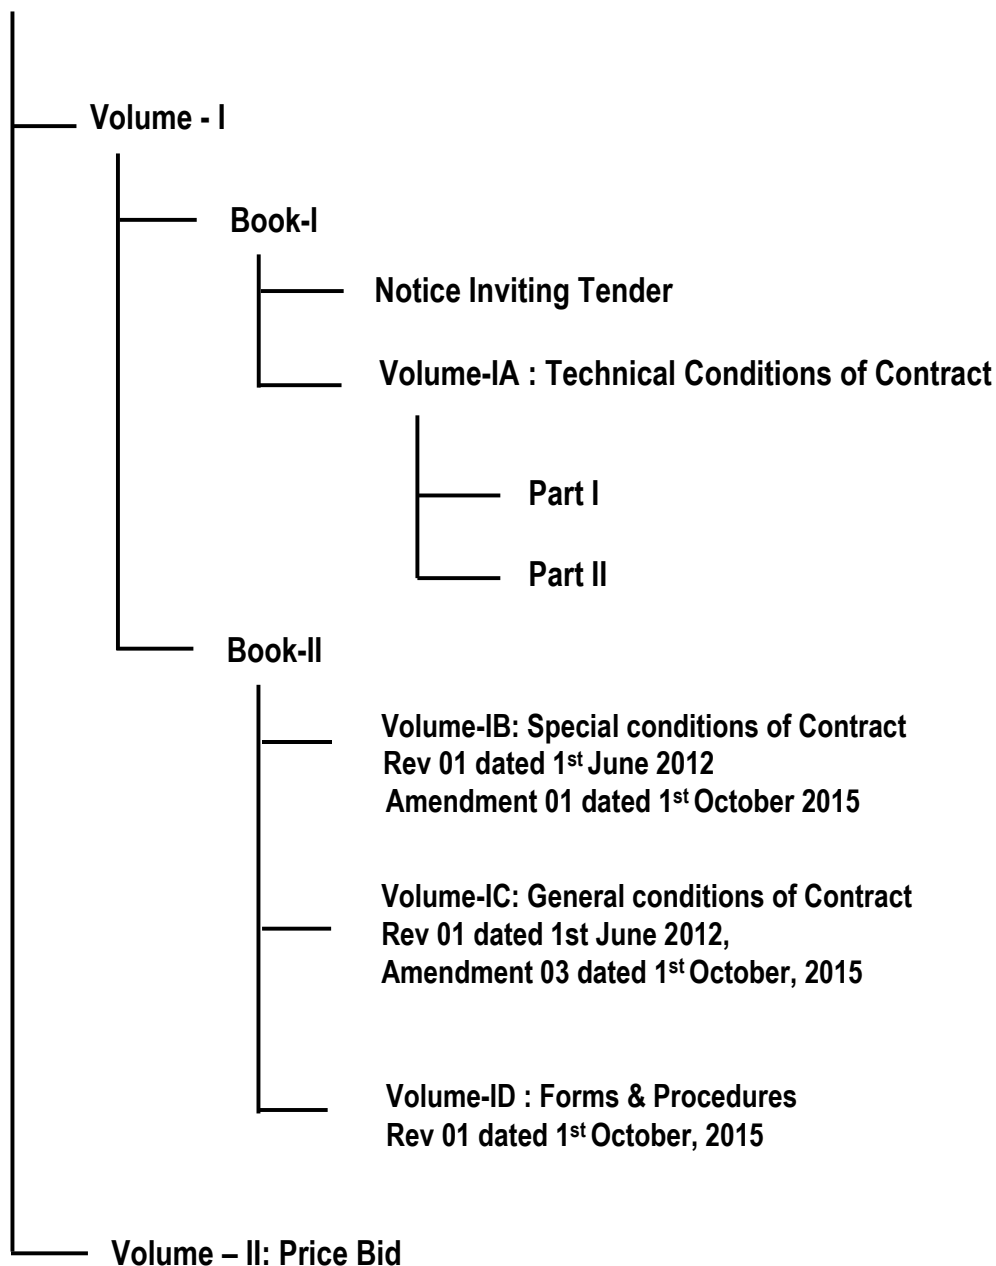 Volume - I
Book-I
Notice Inviting Tender
Volume-IA : Technical Conditions of Contract
Part I
Part II
Book-II
Volume-IB: Special conditions of Contract
Rev 01 dated 1st June 2012
Amendment 01 dated 1st October 2015
Volume-IC: General conditions of Contract
Rev 01 dated 1st June 2012,
Amendment 03 dated 1st October, 2015
Volume-ID : Forms & Procedures
Rev 01 dated 1st October, 2015
Volume – II: Price Bid